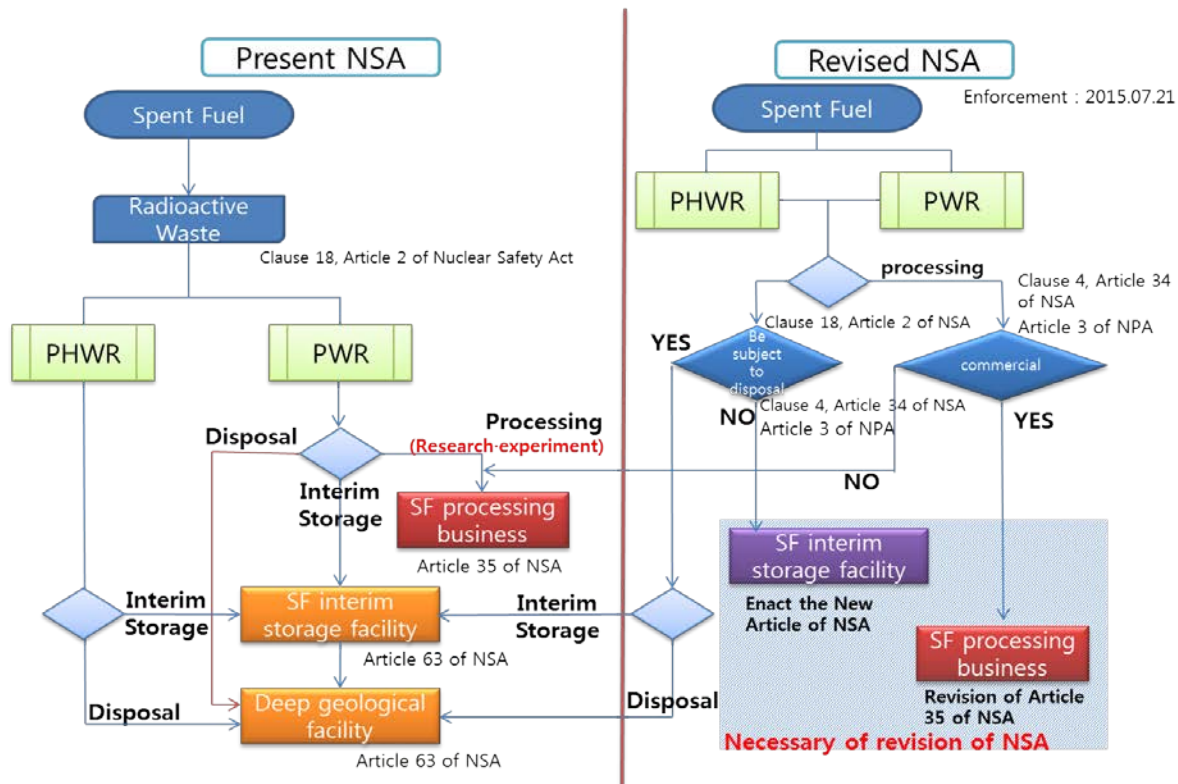 Present NSA
Spent Fuel
Radioactive
Waste
Clause 18, Article 2 of Nuclear Safety Act
PHWR
PWR
Processing
(Research·experiment)
Disposal
Interim
Storage
SF processing
business
Article 35 of NSA
Interim
Storage
SF interim
storage facility
Article 63 of NSA
Disposal
Deep geological
facility
Article 63 of NSA
Revised NSA
Enforcement : 2015.07.21
Spent Fuel
PHWR
PWR
processing
Clause 4, Article 34
of NSA
Article 3 of NPA
Clause 18, Article 2 of NSA
YES
Be
subject
to
disposal
commercial
NO
Clause 4, Article 34 of NSA
Article 3 of NPA
YES
NO
SF interim
storage facility
Enact the New
Article of NSA
Interim
Storage
SF processing
business
Revision of Article
35 of NSA
Disposal
Necessary of revision of NSA